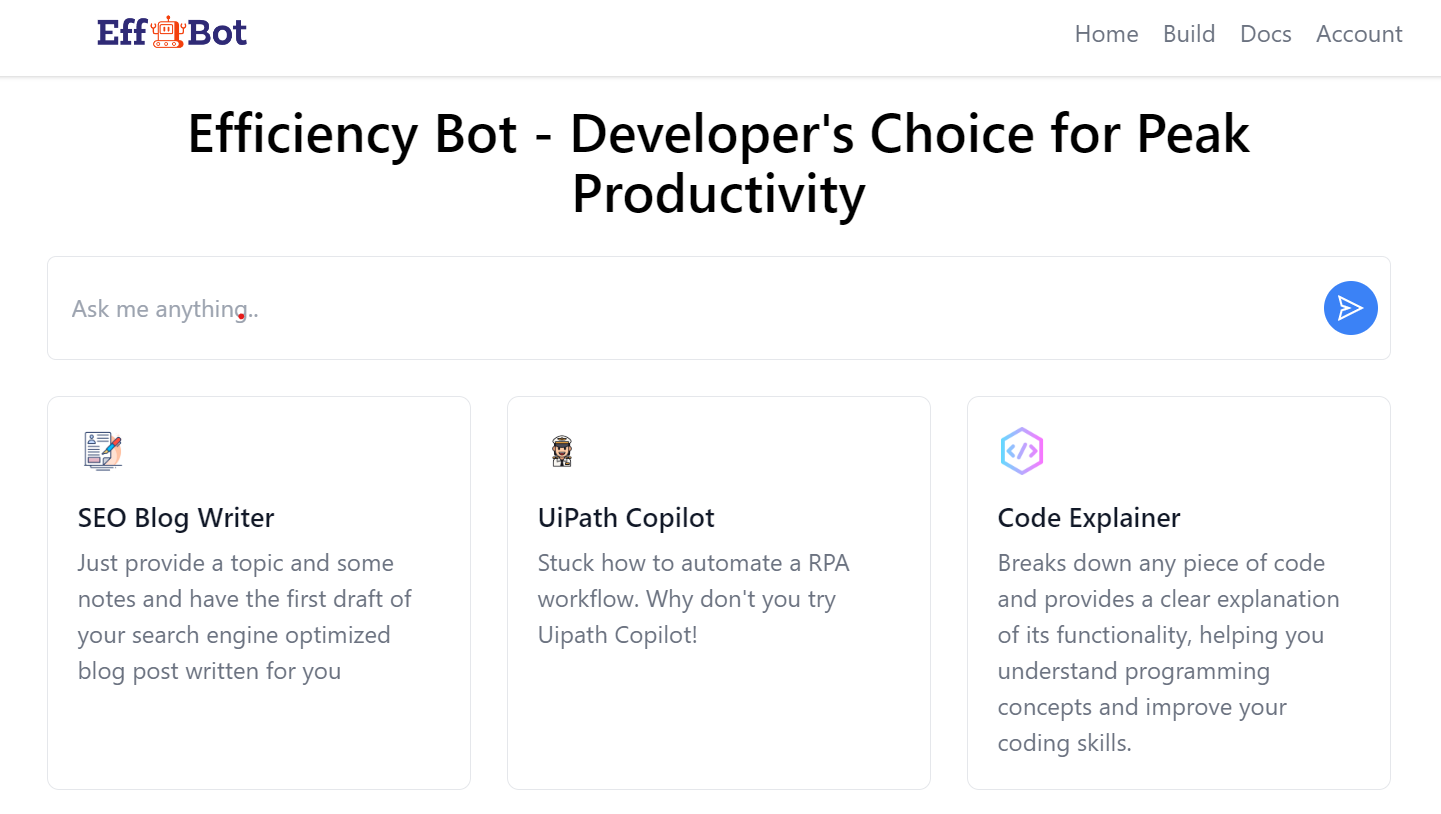 Eff Bot
Home Build Docs Account
Efficiency Bot - Developer's Choice for Peak
Productivity
Ask me anything..
SEO Blog Writer
Just provide a topic and some
notes and have the first draft of
your search engine optimized
blog post written for you
UiPath Copilot
Stuck how to automate a RPA
workflow. Why don't you try
Uipath Copilot!
Code Explainer
Breaks down any piece of code
and provides a clear explanation
of its functionality, helping you
understand programming
concepts and improve your
coding skills.